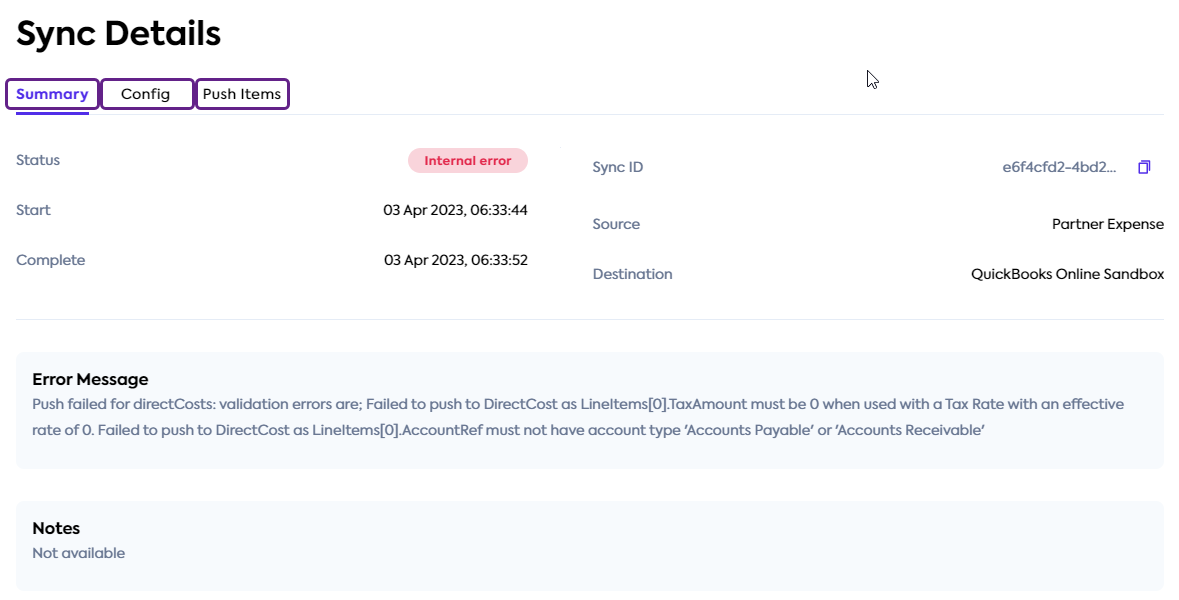 Sync Details
Summary
Config
Push Items
Status
Internal error
Start
03 Apr 2023, 06:33:44
Complete
03 Apr 2023, 06:33:52
Sync ID
e6f4cfd2-4bd2...
Source
Partner Expense
Destination
QuickBooks Online Sandbox
Error Message
Push failed for directCosts: validation errors are; Failed to push to DirectCost as LineItems[0].TaxAmount must be 0 when used with a Tax Rate with an effective
rate of 0. Failed to push to DirectCost as LineItems[0].AccountRef must not have account type 'Accounts Payable' or 'Accounts Receivable'
Notes
Not available